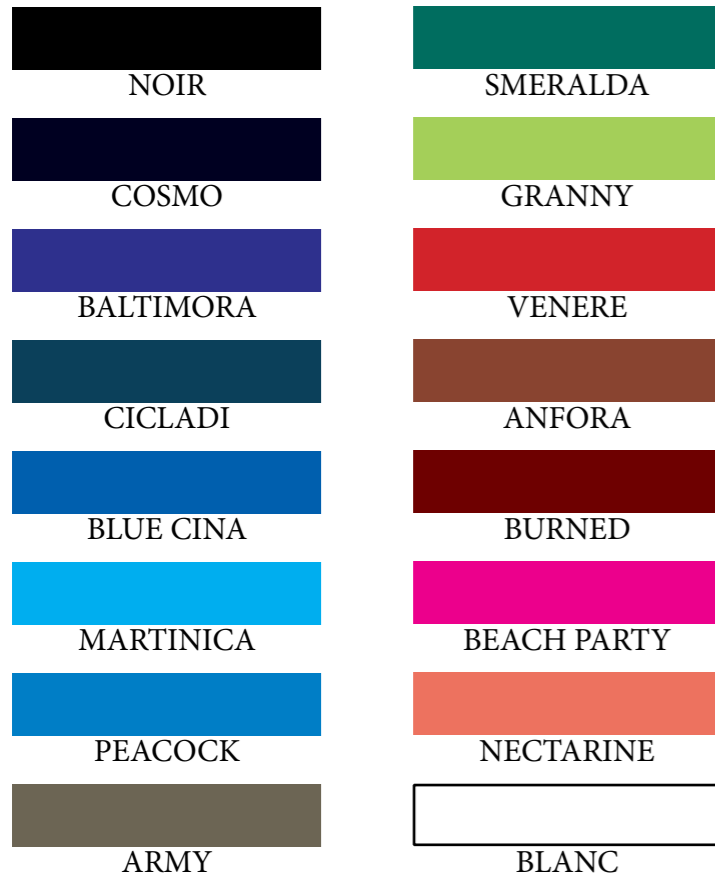 NOIR
COSMO
BALTIMORA
CICLADI
BLUE CINA
MARTINICA
PEACOCK
ARMY
SMERALDA
GRANNY
VENERE
ANFORA
BURNED
BEACH PARTY
NECTARINE
BLANC